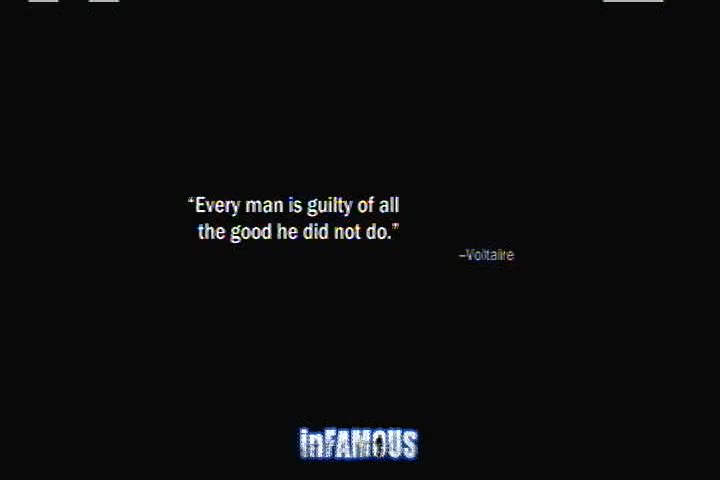 “Every man is guilty of all
the good he did not do.”
–Voltaire
inFAMOUS